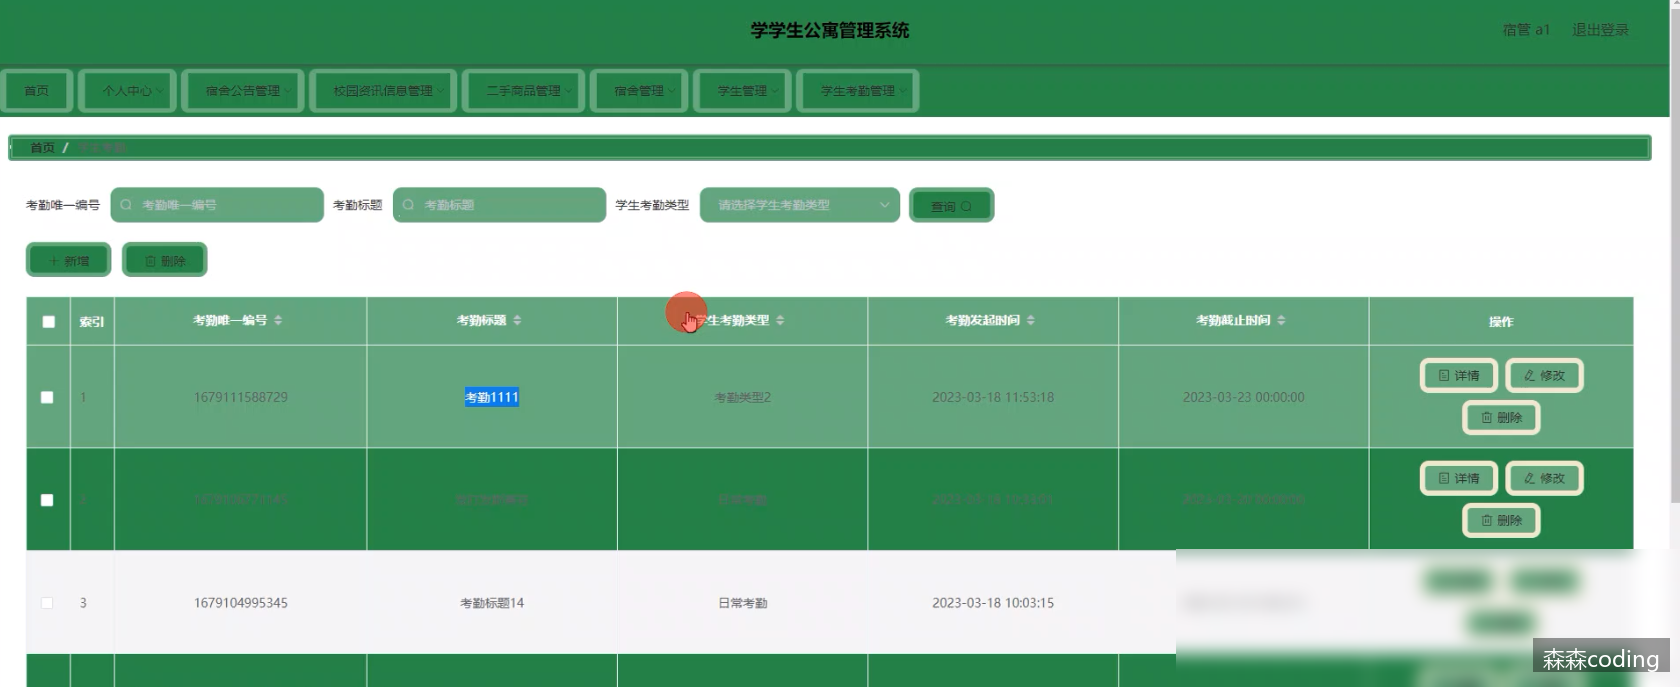 学学生公寓管理系统
宿管 a1 退出登录
首页 个人中心 宿舍公告管理 校园资讯信息管理 二手商品管理 宿舍管理 学生管理 学生考勤管理
首页 / 学生考勤
考勤唯一编号 考勤唯一编号 考勤标题 考勤标题 学生考勤类型 请选择学生考勤类型 查询
新增 删除
索引 考勤唯一编号 考勤标题 学生考勤类型 考勤发起时间 考勤截止时间 操作
1 1679111588729 考勤1111 考勤类型2 2023-03-18 11:53:18 2023-03-23 00:00:00 详情 修改
删除
2 日常考勤 详情 修改
删除
3 1679104995345 考勤标题14 日常考勤 2023-03-18 10:03:15
森森coding